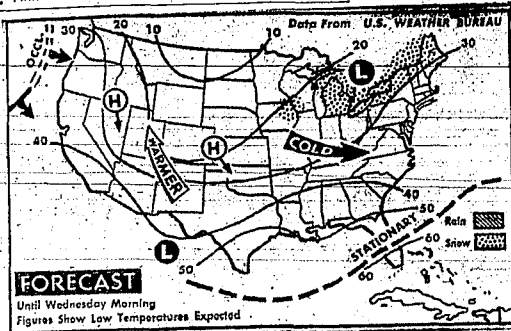 Data From U.S. WEATHER BUREAU
30
20
10
10
20
30
OCCL.
H
L
H
WARMER
COLD
40
L
40
50
STATIONARY
60
50
60
Rain
Snow
FORECAST
Until Wednesday Morning
Figures Show Low Temperatures Expected